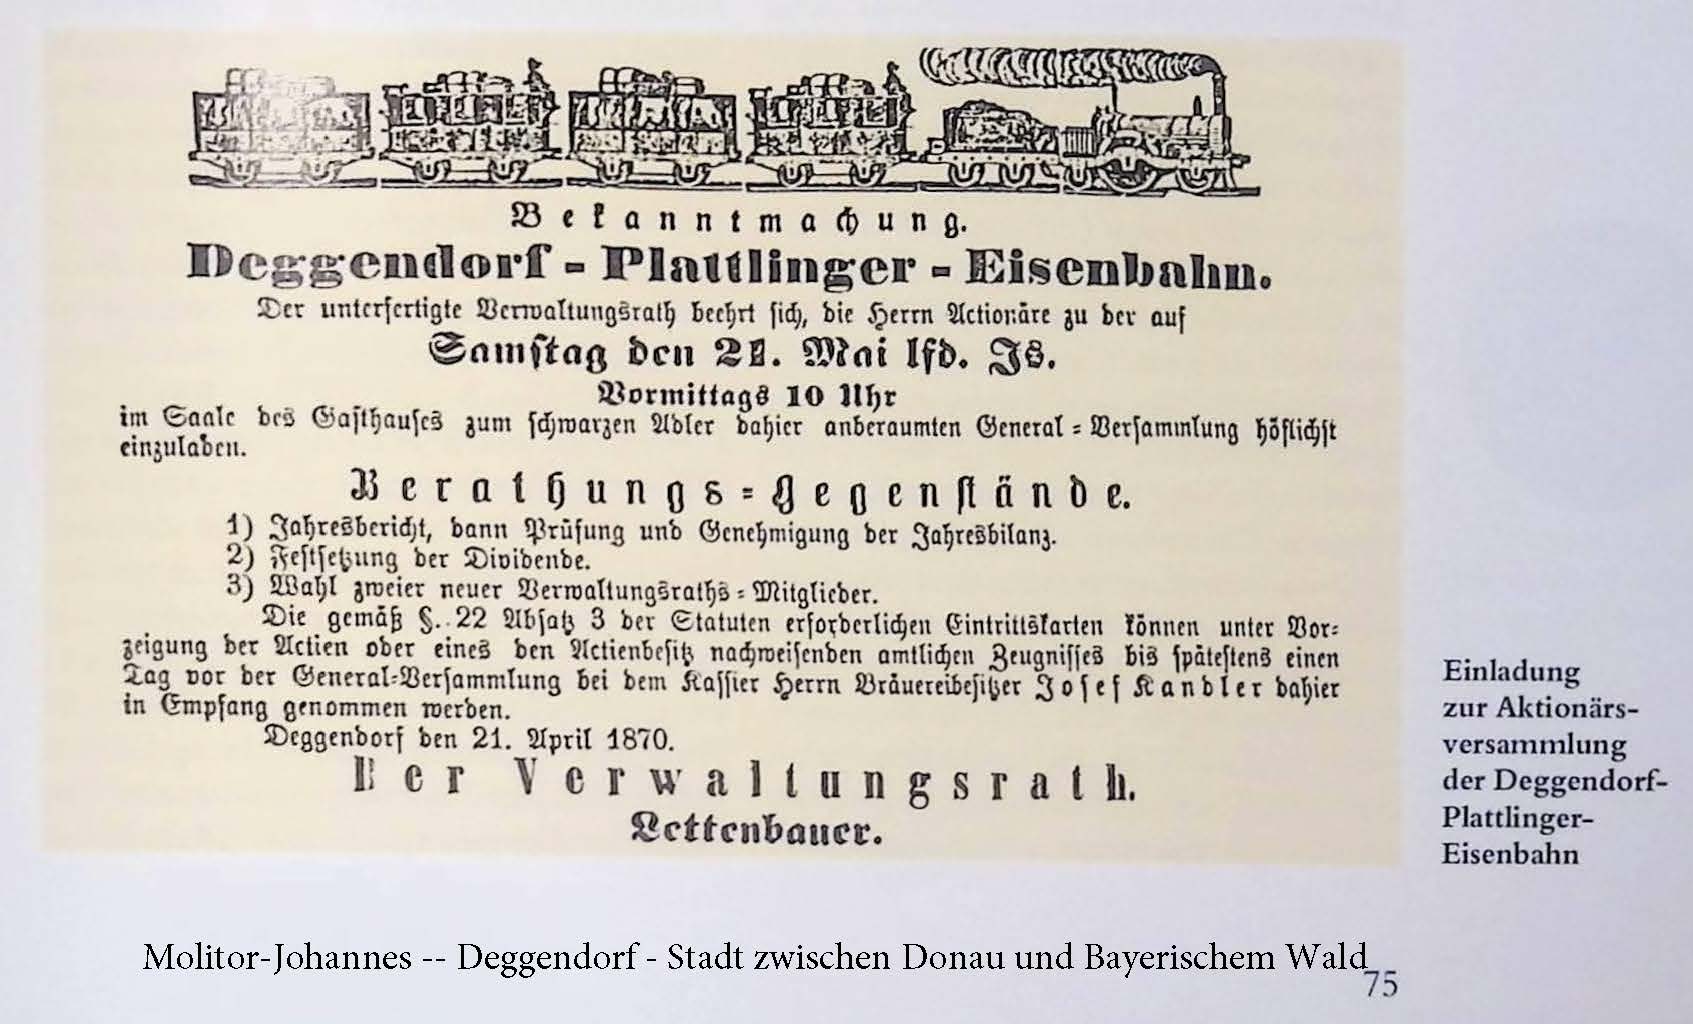 Bekanntmachung.
Deggendorf-Plattlinger-Eisenbahn.
Der unterfertigte Verwaltungsrath beehrt sich, die Herrn Actionäre zu der auf
Samstag den 21. Mai lfd. Js.
Vormittags 10 Uhr
im Saale des Gasthauses zum schwarzen Adler dahier anberaumten General-Versammlung höflichst
einzuladen.
Berathungs-Gegenstände.
1) Jahresbericht, dann Prüfung und Genehmigung der Jahresbilanz.
2) Festsetzung der Dividende.
3) Wahl zweier neuer Verwaltungsraths-Mitglieder.
Die gemäß §. 22 Absatz 3 der Statuten erforderlichen Eintrittskarten können unter Vor-
zeigung der Actien oder eines den Actienbesitz nachweisenden amtlichen Zeugnisses bis spätestens einen
Tag vor der General-Versammlung bei dem Kassier Herrn Bräuereibesitzer Josef Kandler dahier
in Empfang genommen werden.
Deggendorf den 21. April 1870.
Der Verwaltungsrath.
Lettenbauer.
Einladung
zur Aktionärs-
versammlung
der Deggendorf-
Plattlinger-
Eisenbahn
Molitor-Johannes -- Deggendorf - Stadt zwischen Donau und Bayerischem Wald
75